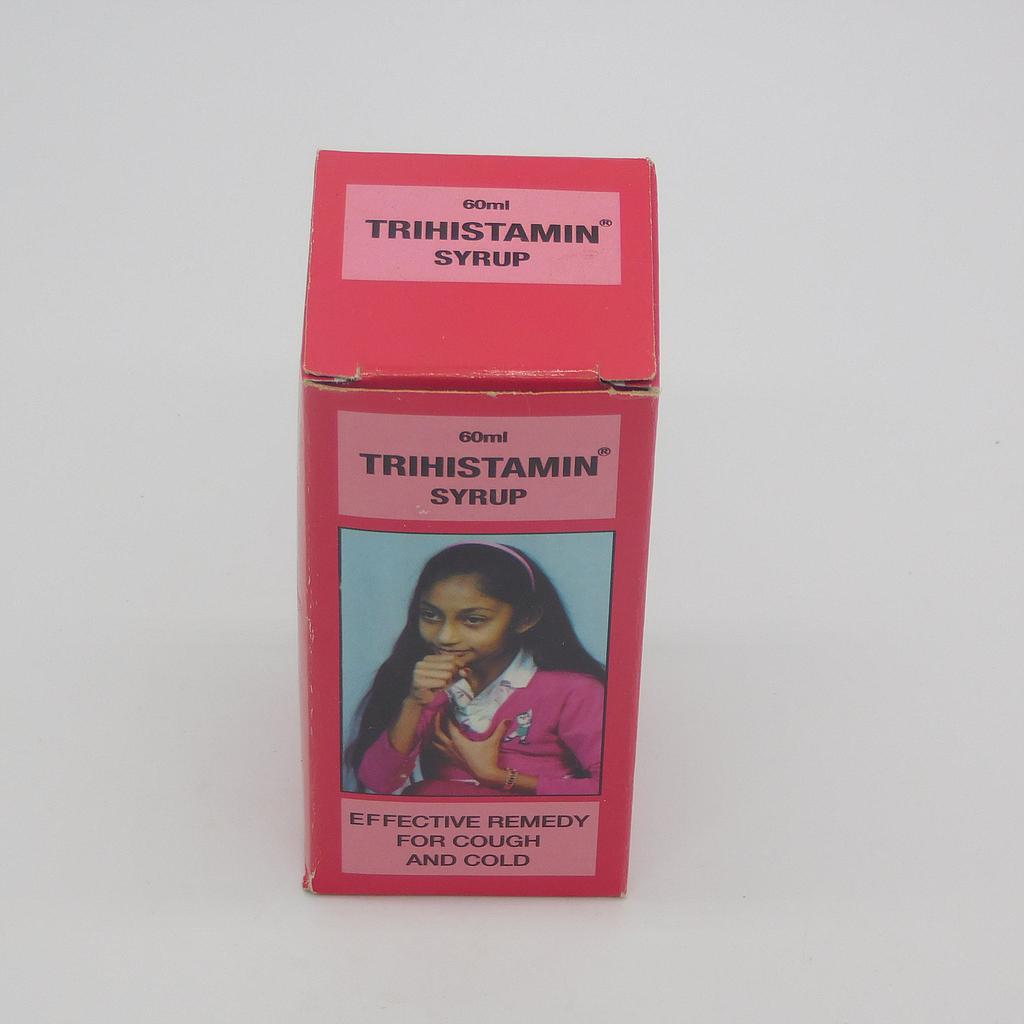 60ml
TRIHISTAMIN®
SYRUP
60ml
TRIHISTAMIN®
SYRUP
EFFECTIVE REMEDY
FOR COUGH
AND COLD